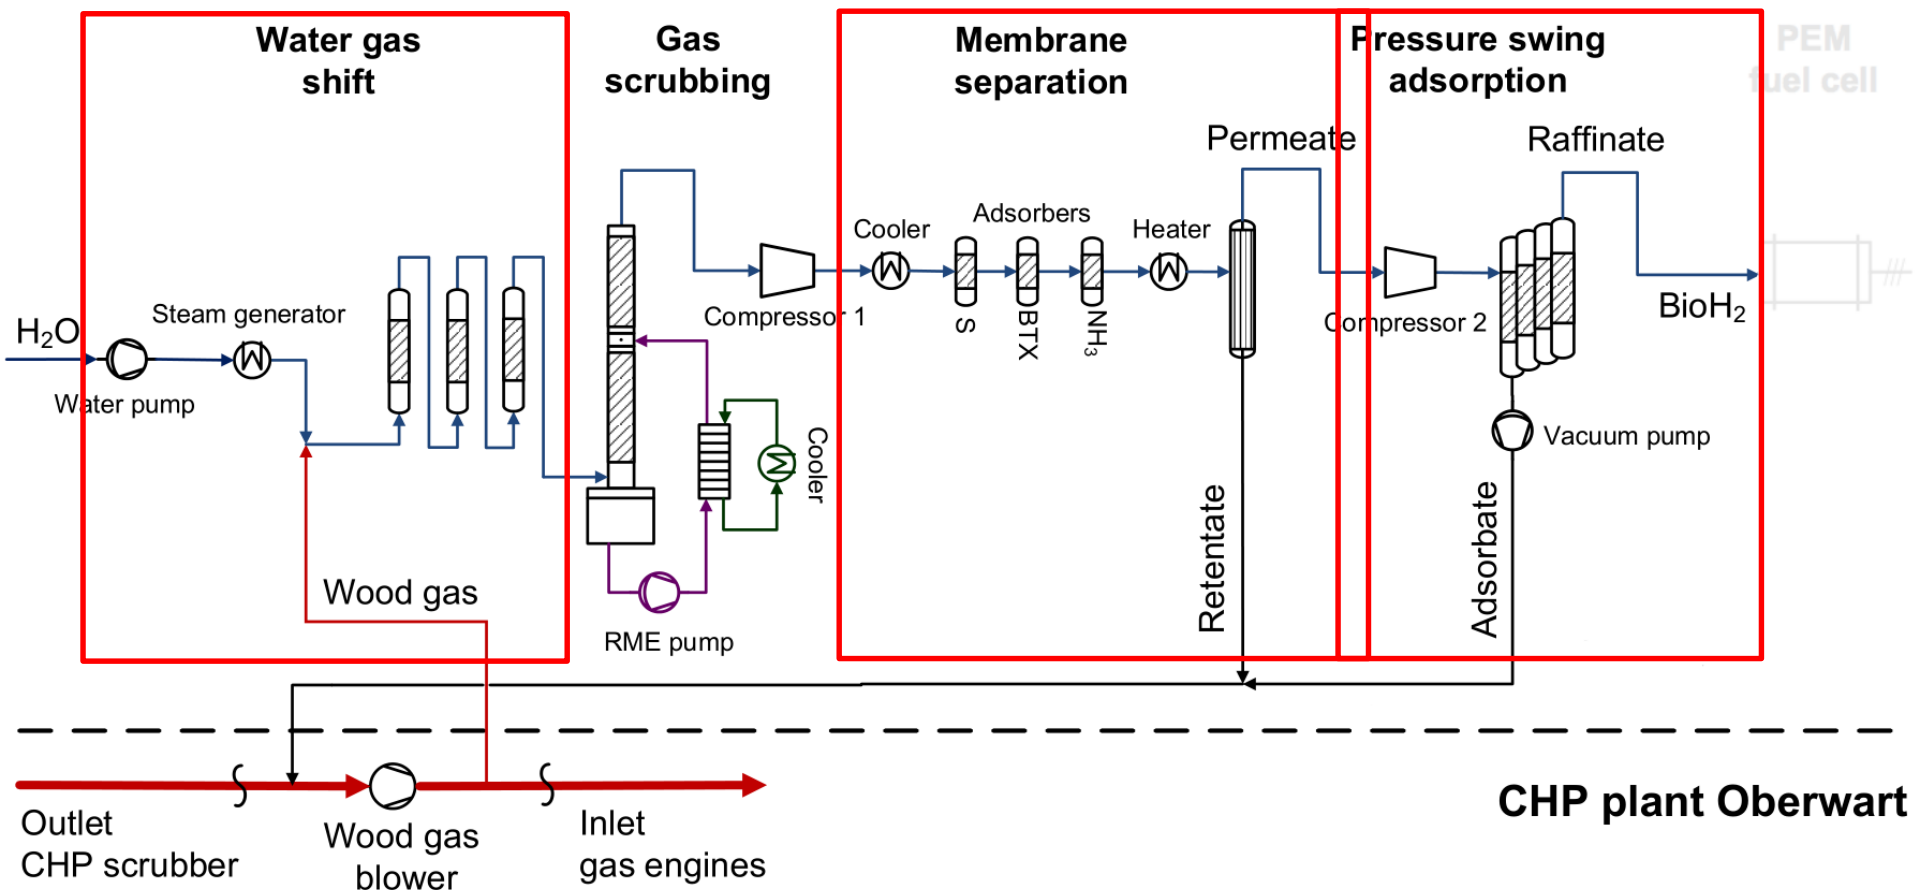 Water gas
shift
Gas
scrubbing
Membrane
separation
Pressure swing
adsorption
PEM
fuel cell
Permeate
Raffinate
Adsorbers
Cooler
Heater
S
BTX
NH₃
Compressor 1
Compressor 2
BioH₂
Steam generator
H₂O
Water pump
Cooler
Vacuum pump
Retentate
Adsorbate
Wood gas
RME pump
CHP plant Oberwart
Outlet
CHP scrubber
Wood gas
blower
Inlet
gas engines